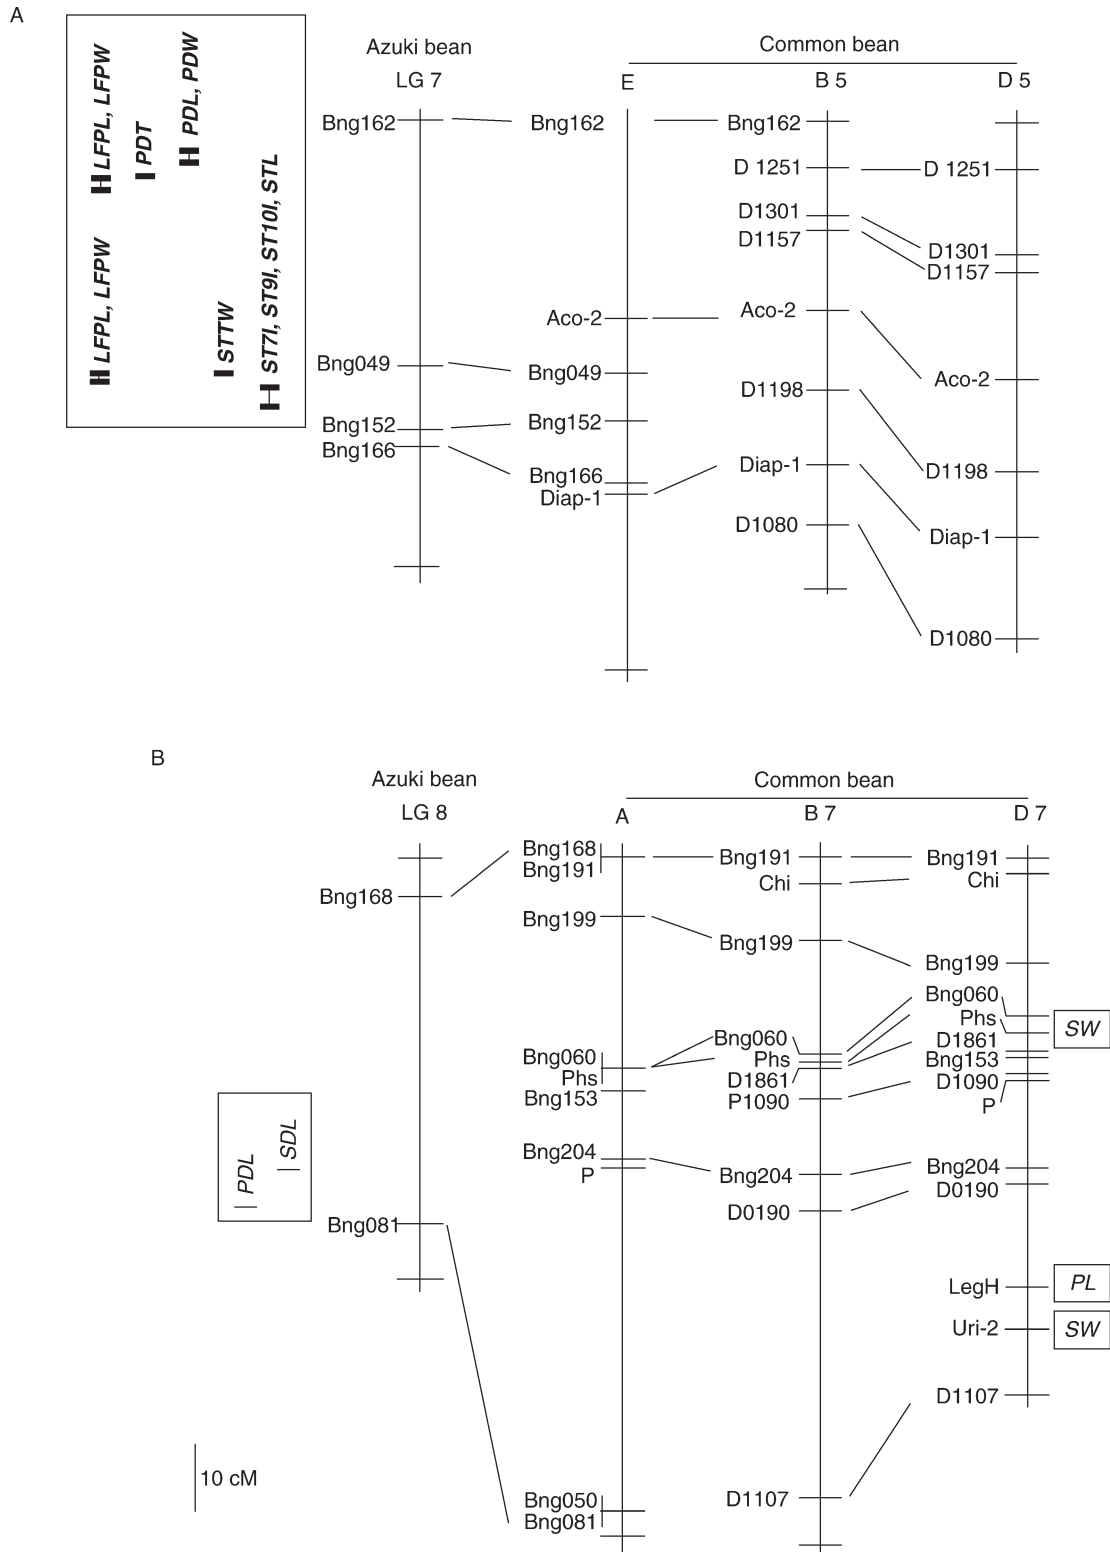 A
LFPL, LFPW
PDT
PDL, PDW
LFPL, LFPW
STTW
ST7I, ST9I, ST10I, STL
Azuki bean
LG 7
Bng162
Bng049
Bng152
Bng166
Common bean
E
Bng162
Aco-2
Bng049
Bng152
Bng166
Diap-1
B 5
Bng162
D 1251
D1301
D1157
Aco-2
D1198
Diap-1
D1080
D 5
D 1251
D1301
D1157
Aco-2
D1198
Diap-1
D1080
B
PDL
SDL
Azuki bean
LG 8
Bng168
Bng081
Common bean
A
Bng168
Bng191
Bng199
Bng060
Phs
Bng153
Bng204
P
Bng050
Bng081
B 7
Bng191
Chi
Bng199
Bng060
Phs
D1861
P1090
Bng204
D0190
D1107
D 7
Bng191
Chi
Bng199
Bng060
Phs
D1861
Bng153
D1090
P
Bng204
D0190
LegH
Uri-2
D1107
SW
PL
SW
10 cM